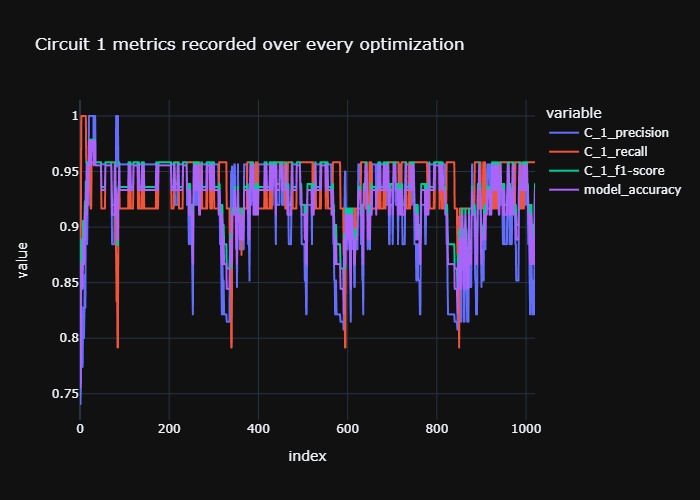 Circuit 1 metrics recorded over every optimization
variable
C_1_precision
C_1_recall
C_1_f1-score
model_accuracy
value
1
0.95
0.9
0.85
0.8
0.75
0 200 400 600 800 1000
index